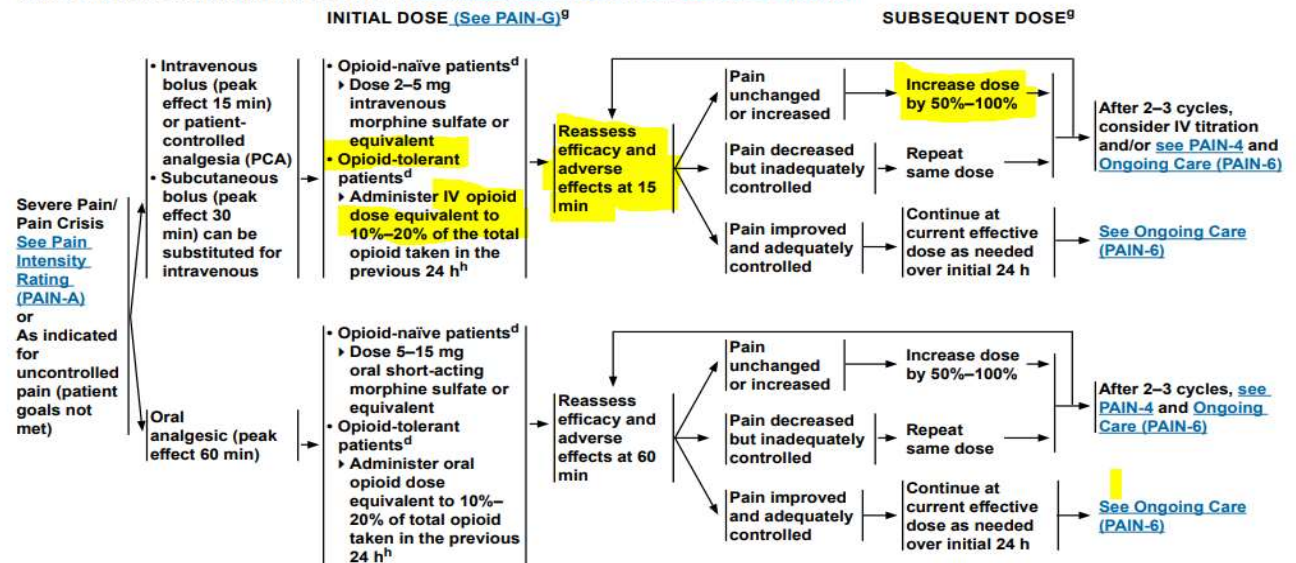 INITIAL DOSE (See PAIN-G)g
SUBSEQUENT DOSEg
Severe Pain/
Pain Crisis
See Pain
Intensity
Rating
(PAIN-A)
or
As indicated
for
uncontrolled
pain (patient
goals not
met)
• Intravenous
bolus (peak
effect 15 min)
or patient-
controlled
analgesia (PCA)
• Subcutaneous
bolus (peak
effect 30
min) can be
substituted for
intravenous
• Opioid-naïve patientsd
Dose 2–5 mg
intravenous
morphine sulfate or
equivalent
• Opioid-tolerant
patientsd
Administer IV opioid
dose equivalent to
10%–20% of the total
opioid taken in the
previous 24 hh
Reassess
efficacy and
adverse
effects at 15
min
Pain
unchanged
or increased
Increase dose
by 50%–100%
Pain decreased
but inadequately
controlled
Repeat
same dose
Pain improved
and adequately
controlled
Continue at
current effective
dose as needed
over initial 24 h
After 2–3 cycles,
consider IV titration
and/or see PAIN-4 and
Ongoing Care (PAIN-6)
See Ongoing Care
(PAIN-6)
Oral
analgesic (peak
effect 60 min)
• Opioid-naïve patientsd
Dose 5–15 mg
oral short-acting
morphine sulfate or
equivalent
• Opioid-tolerant
patientsd
Administer oral
opioid dose
equivalent to 10%–
20% of total opioid
taken in the previous
24 hh
Reassess
efficacy and
adverse
effects at 60
min
Pain
unchanged
or increased
Increase dose
by 50%–100%
Pain decreased
but inadequately
controlled
Repeat
same dose
Pain improved
and adequately
controlled
Continue at
current effective
dose as needed
over initial 24 h
After 2–3 cycles, see
PAIN-4 and Ongoing
Care (PAIN-6)
See Ongoing Care
(PAIN-6)